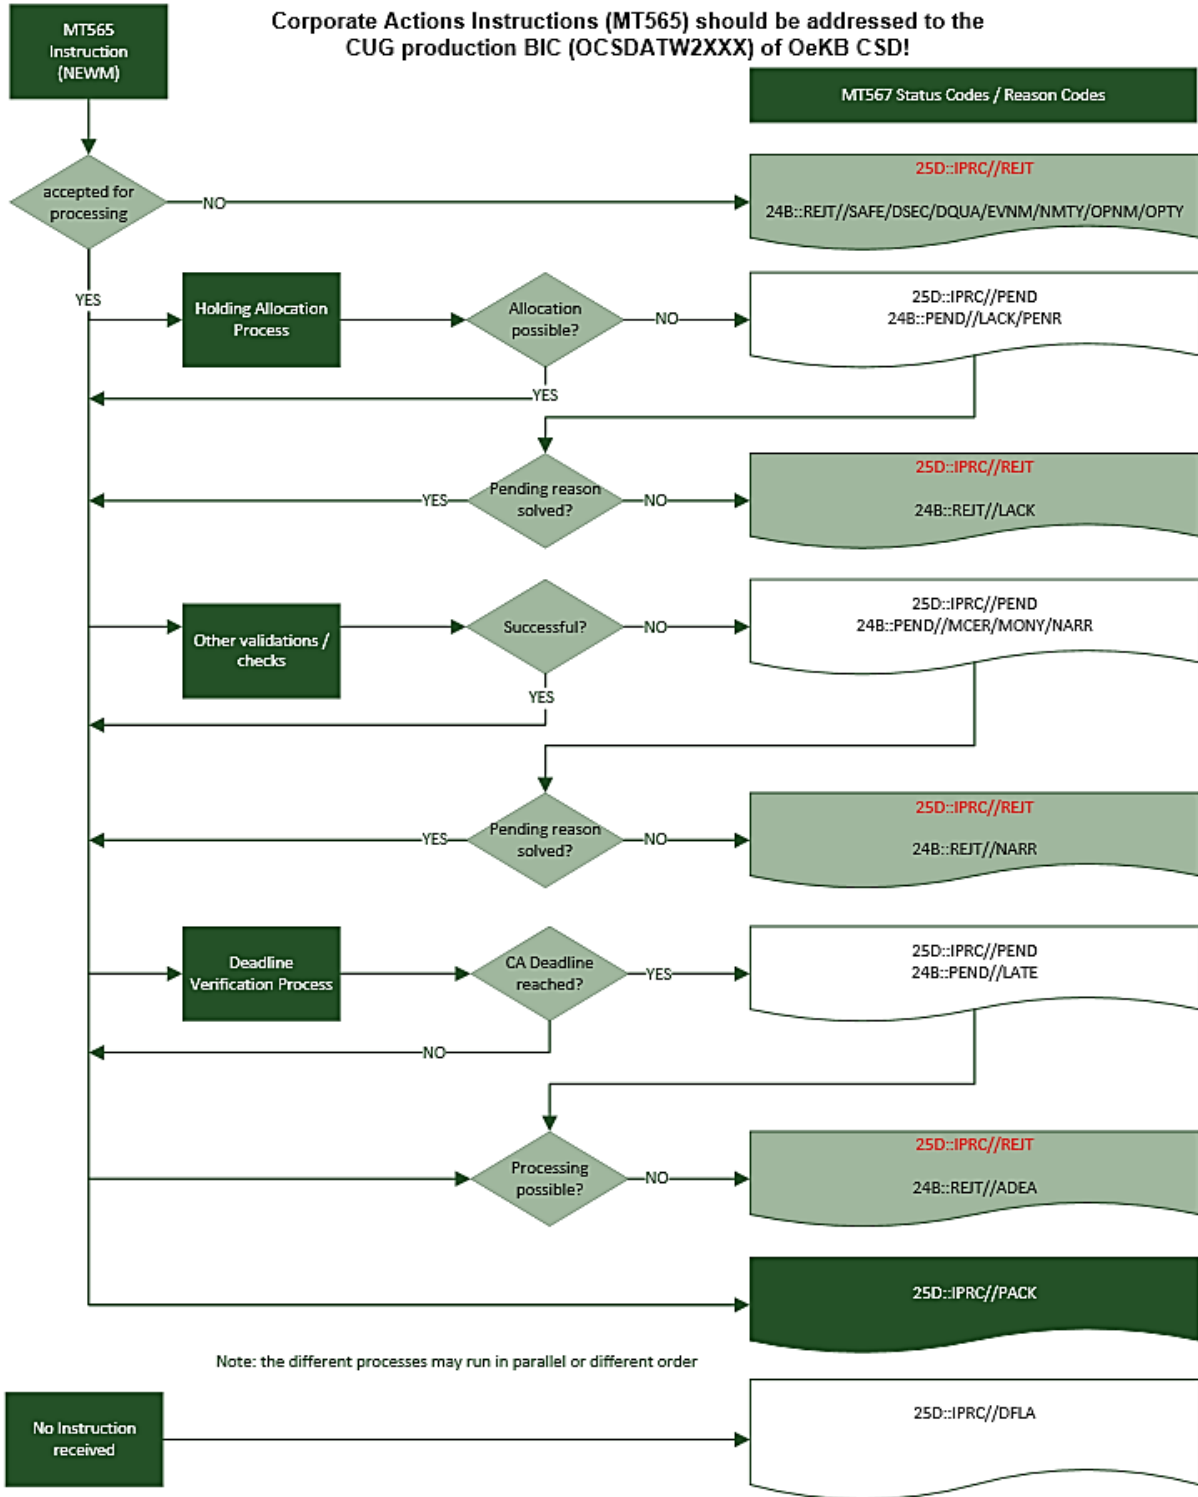 Corporate Actions Instructions (MT565) should be addressed to the
CUG production BIC (OCSDATW2XXX) of OeKB CSD!
MT565
Instruction
(NEWM)
MT567 Status Codes / Reason Codes
accepted for
processing
NO
25D::IPRC//REJT
24B::REJT//SAFE/DSEC/DQUA/EVNM/NMTY/OPNM/OPTY
YES
Holding Allocation
Process
Allocation
possible?
NO
25D::IPRC//PEND
24B::PEND//LACK/PENR
YES
Pending reason
solved?
YES
NO
25D::IPRC//REJT
24B::REJT//LACK
Other validations /
checks
Successful?
NO
25D::IPRC//PEND
24B::PEND//MCER/MONY/NARR
YES
Pending reason
solved?
YES
NO
25D::IPRC//REJT
24B::REJT//NARR
Deadline
Verification Process
CA Deadline
reached?
YES
25D::IPRC//PEND
24B::PEND//LATE
NO
Processing
possible?
NO
25D::IPRC//REJT
24B::REJT//ADEA
25D::IPRC//PACK
Note: the different processes may run in parallel or different order
No Instruction
received
25D::IPRC//DFLA